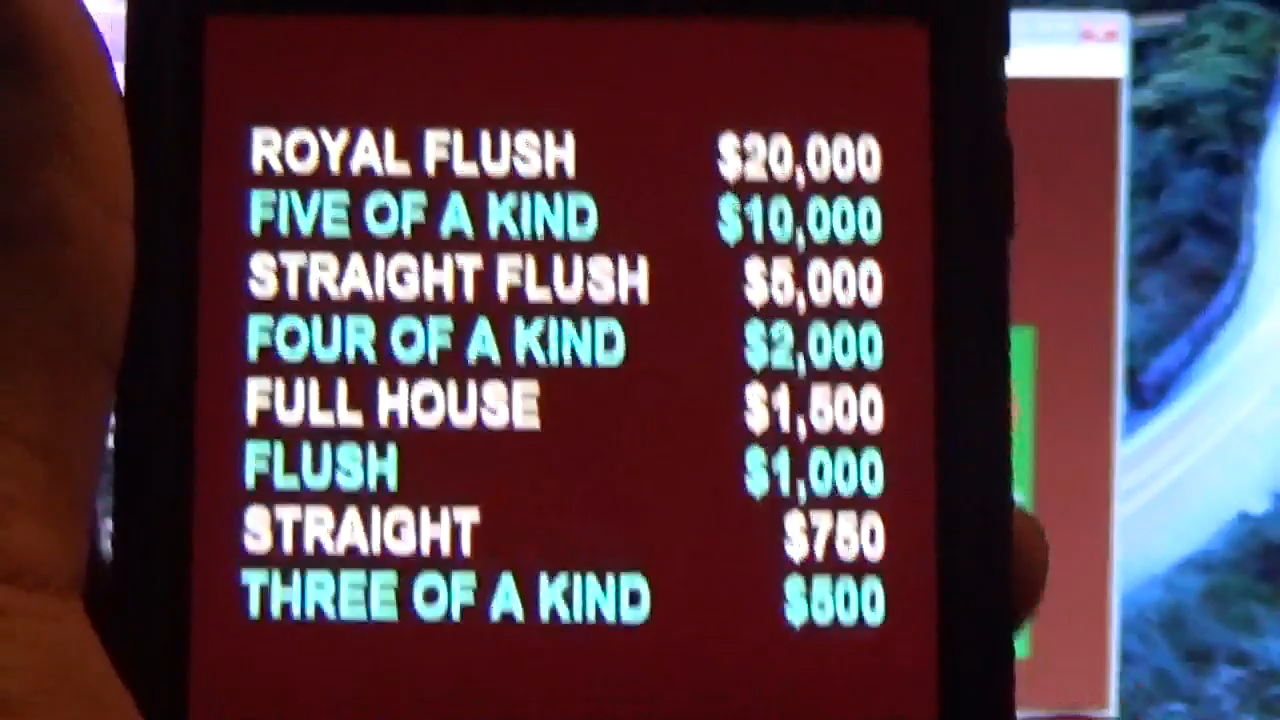 ROYAL FLUSH $20,000
FIVE OF A KIND $10,000
STRAIGHT FLUSH $5,000
FOUR OF A KIND $2,000
FULL HOUSE $1,500
FLUSH $1,000
STRAIGHT $750
THREE OF A KIND $500